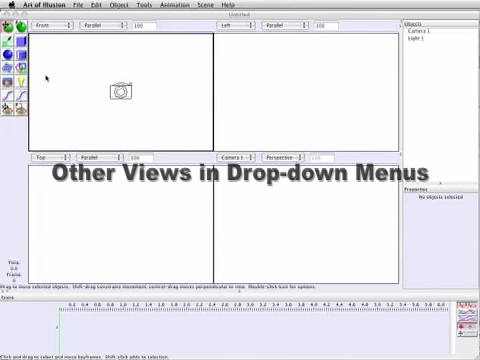 Art of Illusion File Edit Object Tools Animation Scene Help
Untitled
Front Parallel 100 Left Parallel 100
Objects
Camera 1
Light 1
Top Parallel 100 Camera 1 Perspective 100
Other Views in Drop-down Menus
Properties
No objects selected
Time:
0.0
Frame:
0
Drag to move selected objects. Shift-drag constrains movement, control-drag moves perpendicular to view. Double-click icon for options.
Score
0.2 0.4 0.6 0.8 1.0 1.2 1.4 1.6 1.8 2.0 2.2 2.4 2.6 2.8 3.0 3.2 3.4 3.6 3.8 4.0 4.2 4.4 4.6 4.8 5.0 5.2 5.4 5.6 5.8 6.0
Click and drag to select and move keyframes. Shift-click adds to selection.